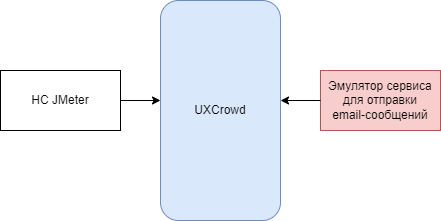 НС JMeter
UXCrowd
Эмулятор сервиса
для отправки
email-сообщений